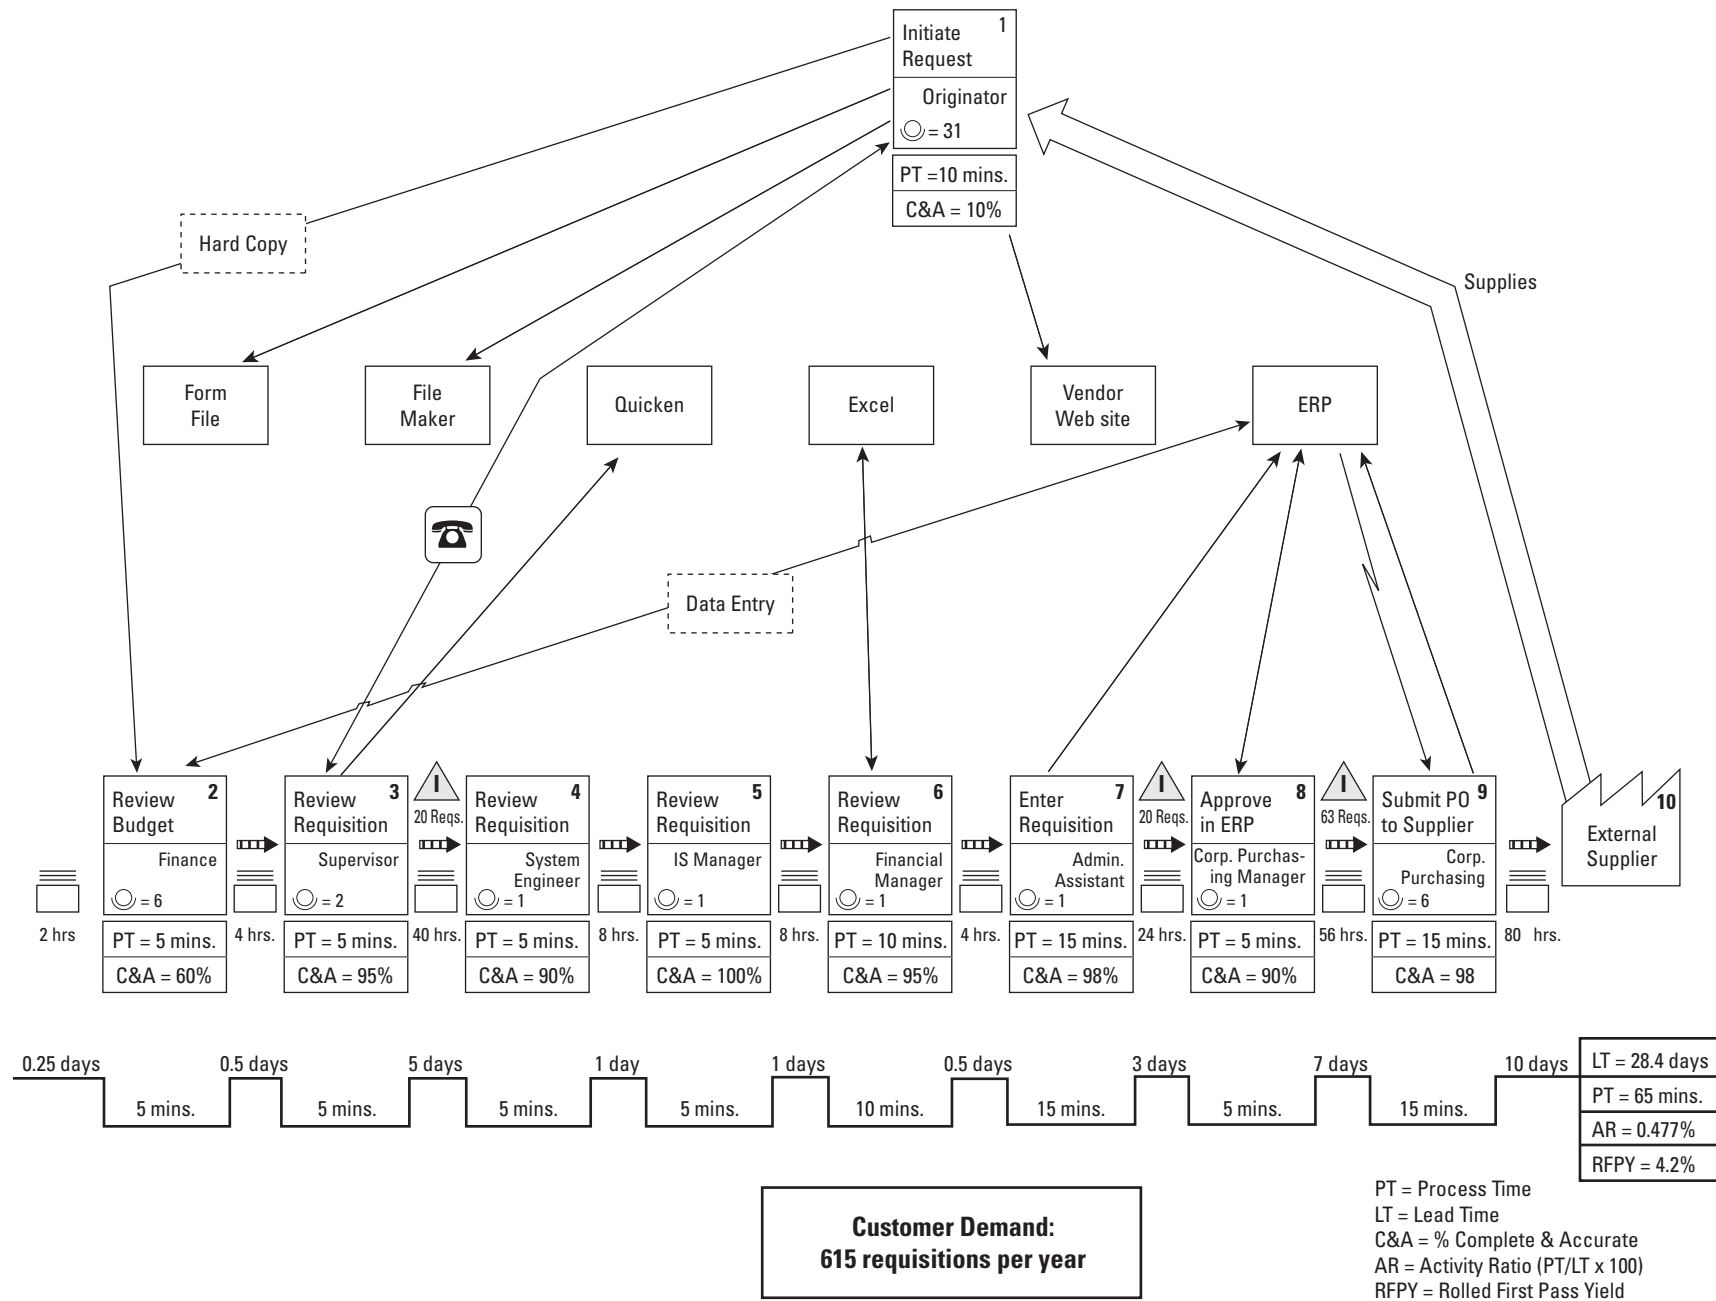 Initiate 1
Request
Originator
= 31
PT =10 mins.
C&A = 10%
Hard Copy
Supplies
Form
File
File
Maker
Quicken
Excel
Vendor
Web site
ERP
Data Entry
2 hrs
Review 2
Budget
Finance
= 6
PT = 5 mins.
C&A = 60%
4 hrs.
Review 3
Requisition
Supervisor
= 2
PT = 5 mins.
C&A = 95%
I
20 Reqs.
40 hrs.
Review 4
Requisition
System
Engineer
= 1
PT = 5 mins.
C&A = 90%
8 hrs.
Review 5
Requisition
IS Manager
= 1
PT = 5 mins.
C&A = 100%
8 hrs.
Review 6
Requisition
Financial
Manager
= 1
PT = 10 mins.
C&A = 95%
4 hrs.
Enter 7
Requisition
Admin.
Assistant
= 1
PT = 15 mins.
C&A = 98%
I
20 Reqs.
24 hrs.
Approve 8
in ERP
Corp. Purchas-
ing Manager
= 1
PT = 5 mins.
C&A = 90%
I
63 Reqs.
56 hrs.
Submit PO 9
to Supplier
Corp.
Purchasing
= 6
PT = 15 mins.
C&A = 98
80 hrs.
10
External
Supplier
0.25 days
5 mins.
0.5 days
5 mins.
5 days
5 mins.
1 day
5 mins.
1 days
10 mins.
0.5 days
15 mins.
3 days
5 mins.
7 days
15 mins.
10 days
LT = 28.4 days
PT = 65 mins.
AR = 0.477%
RFPY = 4.2%
Customer Demand:
615 requisitions per year
PT = Process Time
LT = Lead Time
C&A = % Complete & Accurate
AR = Activity Ratio (PT/LT x 100)
RFPY = Rolled First Pass Yield